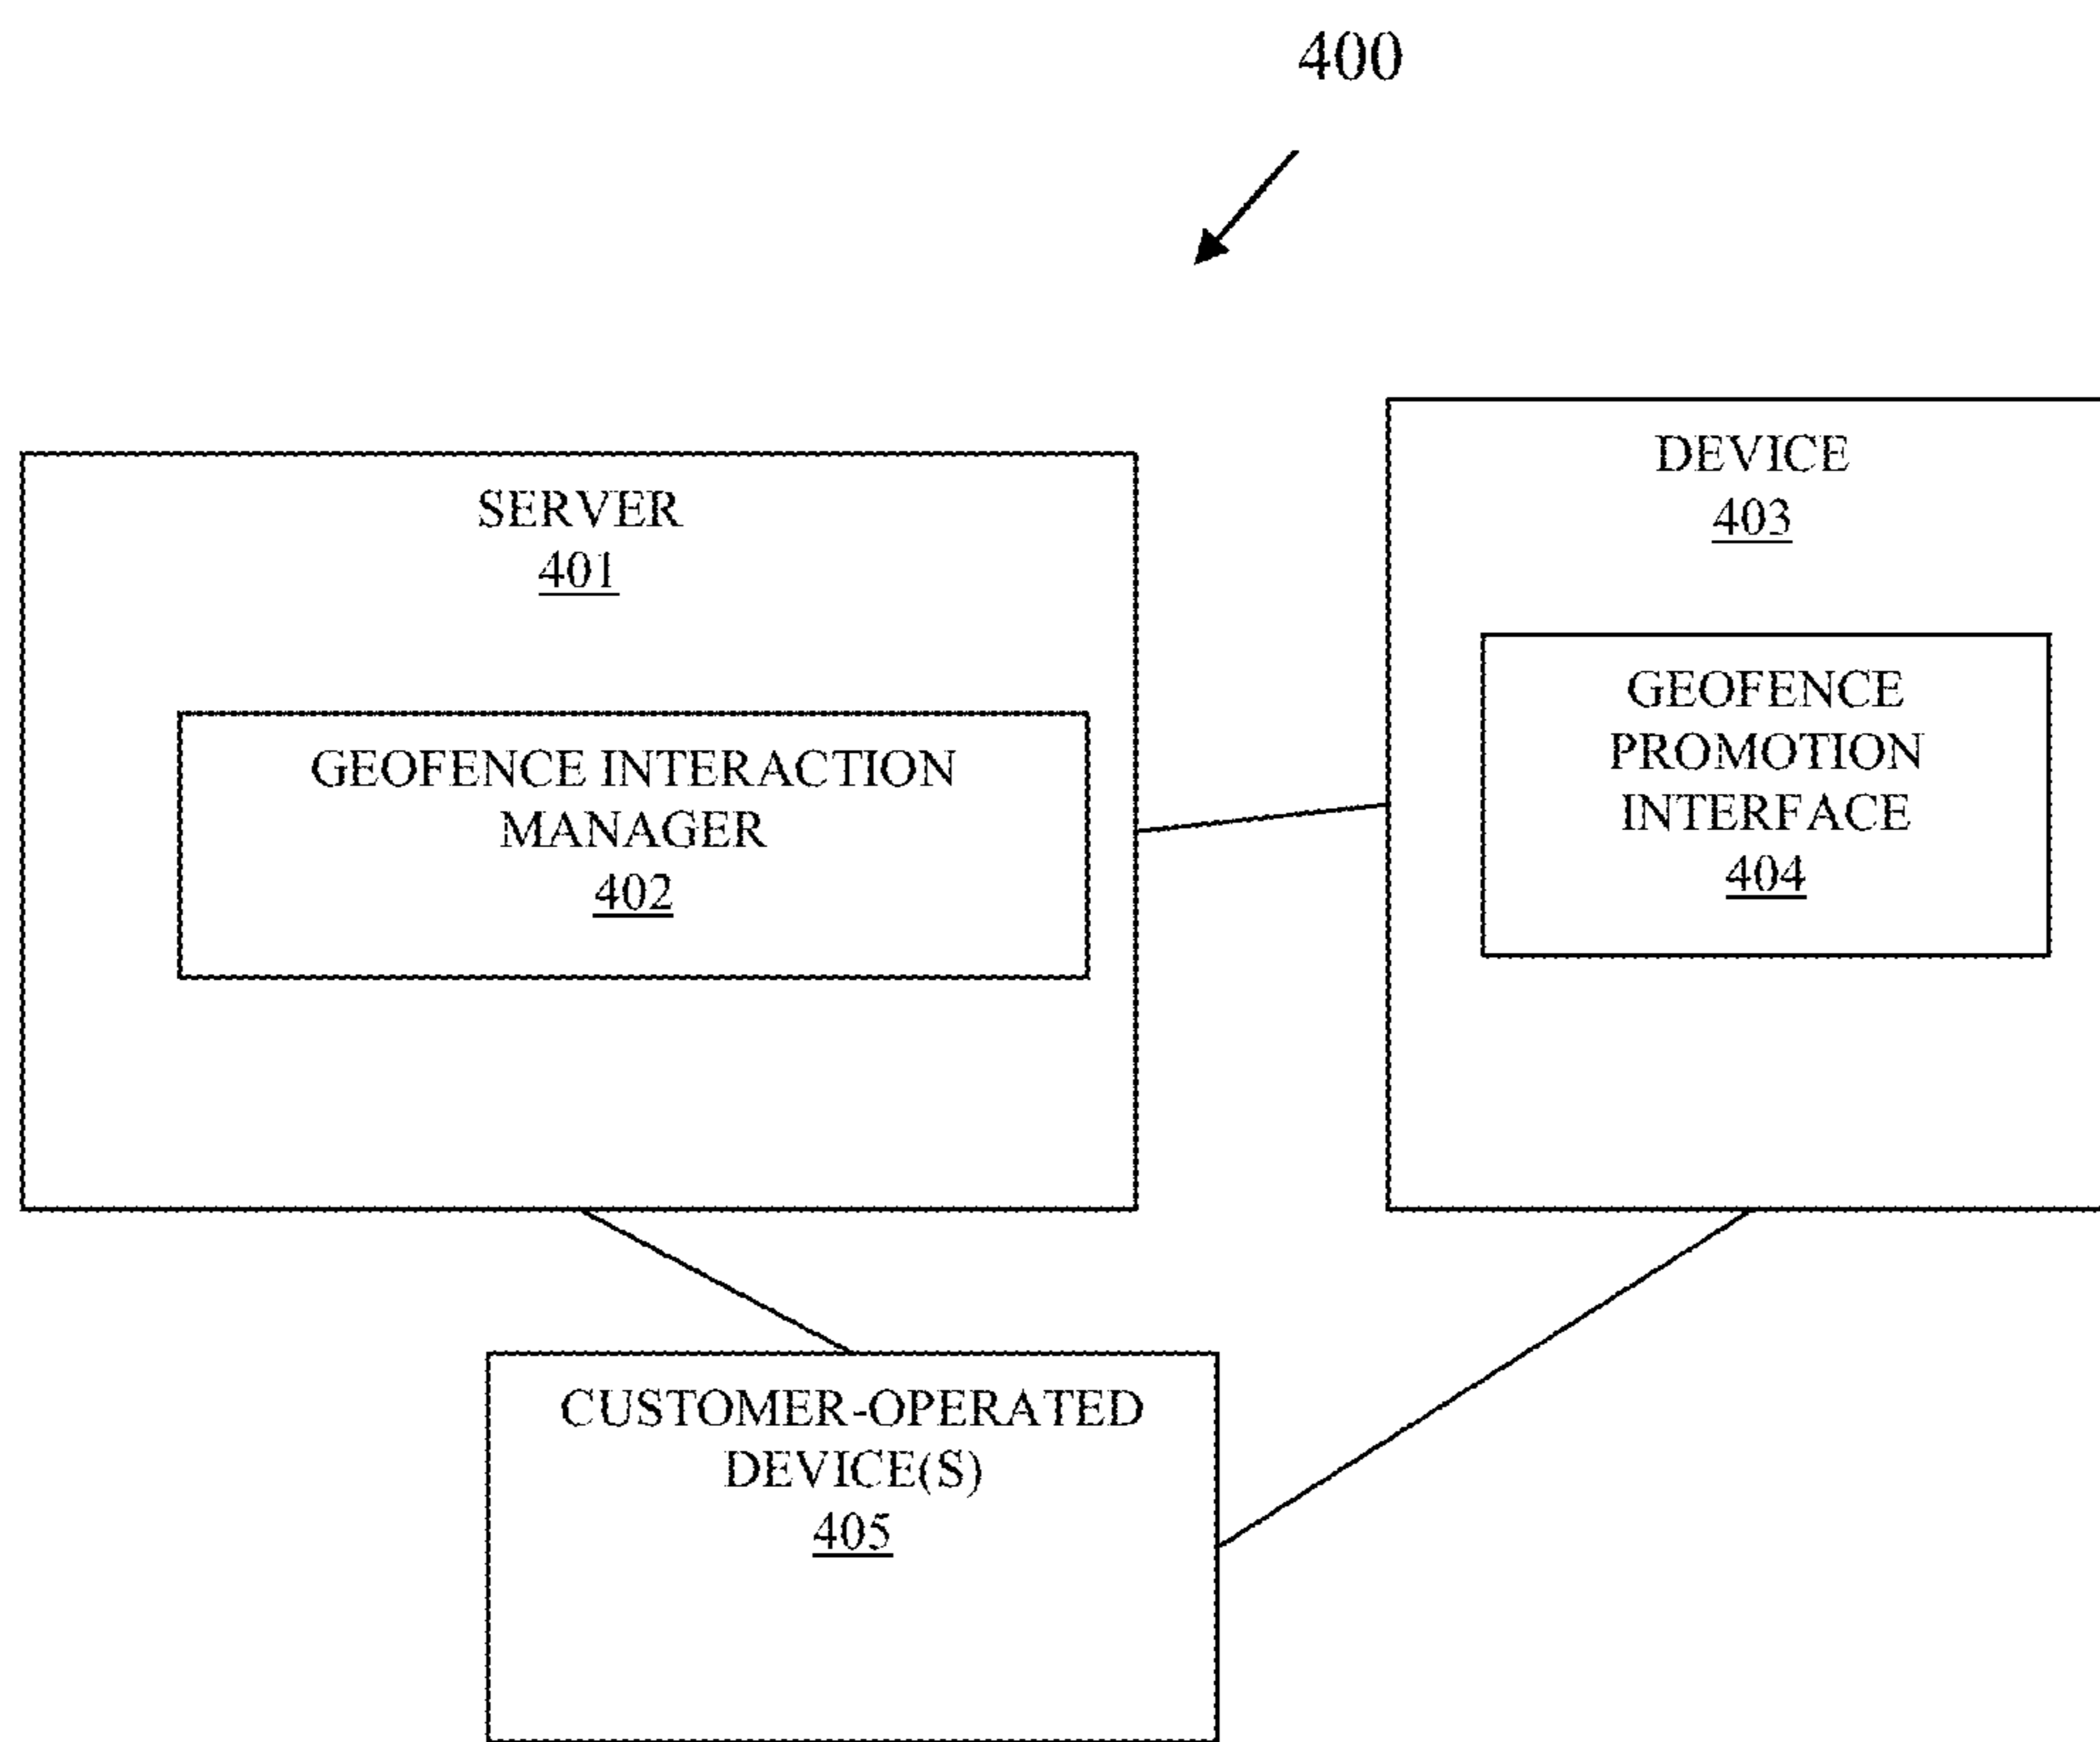 400
SERVER
401
GEOFENCE INTERACTION
MANAGER
402
DEVICE
403
GEOFENCE
PROMOTION
INTERFACE
404
CUSTOMER-OPERATED
DEVICE(S)
405